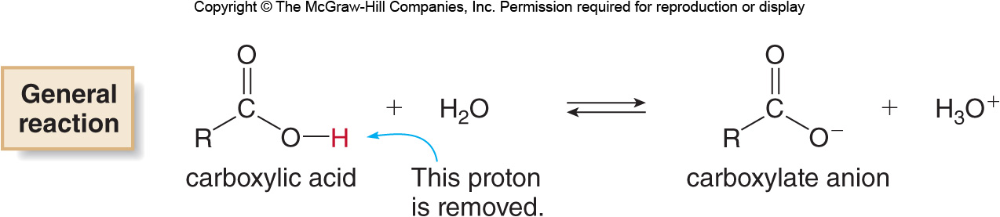 Copyright © The McGraw-Hill Companies, Inc. Permission required for reproduction or display
General
reaction
O
C
R
O—H
+
H₂O
O
C
R
O⁻
+
H₃O⁺
carboxylic acid
This proton
is removed.
carboxylate anion